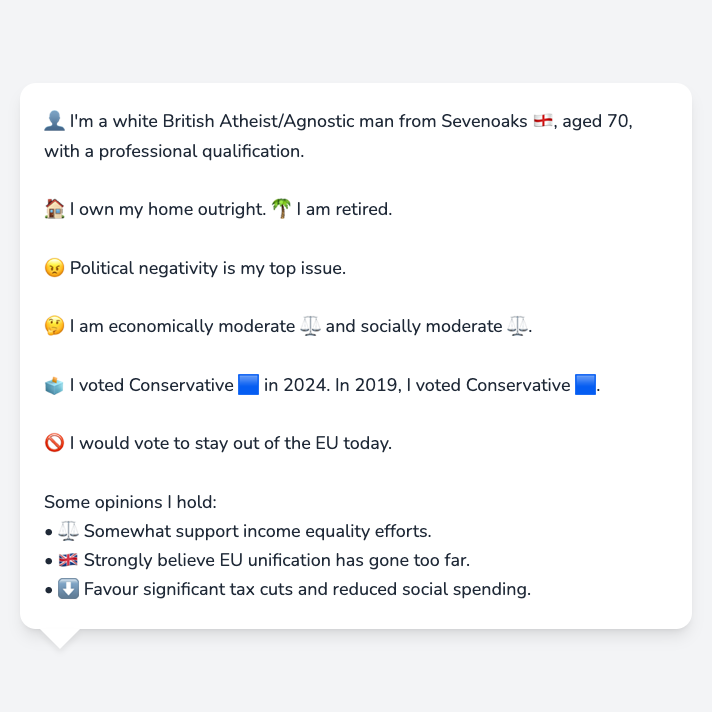 👤 I'm a white British Atheist/Agnostic man from Sevenoaks 🏴󠁧󠁢󠁥󠁮󠁧󠁿, aged 70,
with a professional qualification.
🏠 I own my home outright. 🌴 I am retired.
😠 Political negativity is my top issue.
🤔 I am economically moderate ⚖️ and socially moderate ⚖️.
🗳️ I voted Conservative 🟦 in 2024. In 2019, I voted Conservative 🟦.
🚫 I would vote to stay out of the EU today.
Some opinions I hold:
• ⚖️ Somewhat support income equality efforts.
• 🇬🇧 Strongly believe EU unification has gone too far.
• ⬇️ Favour significant tax cuts and reduced social spending.